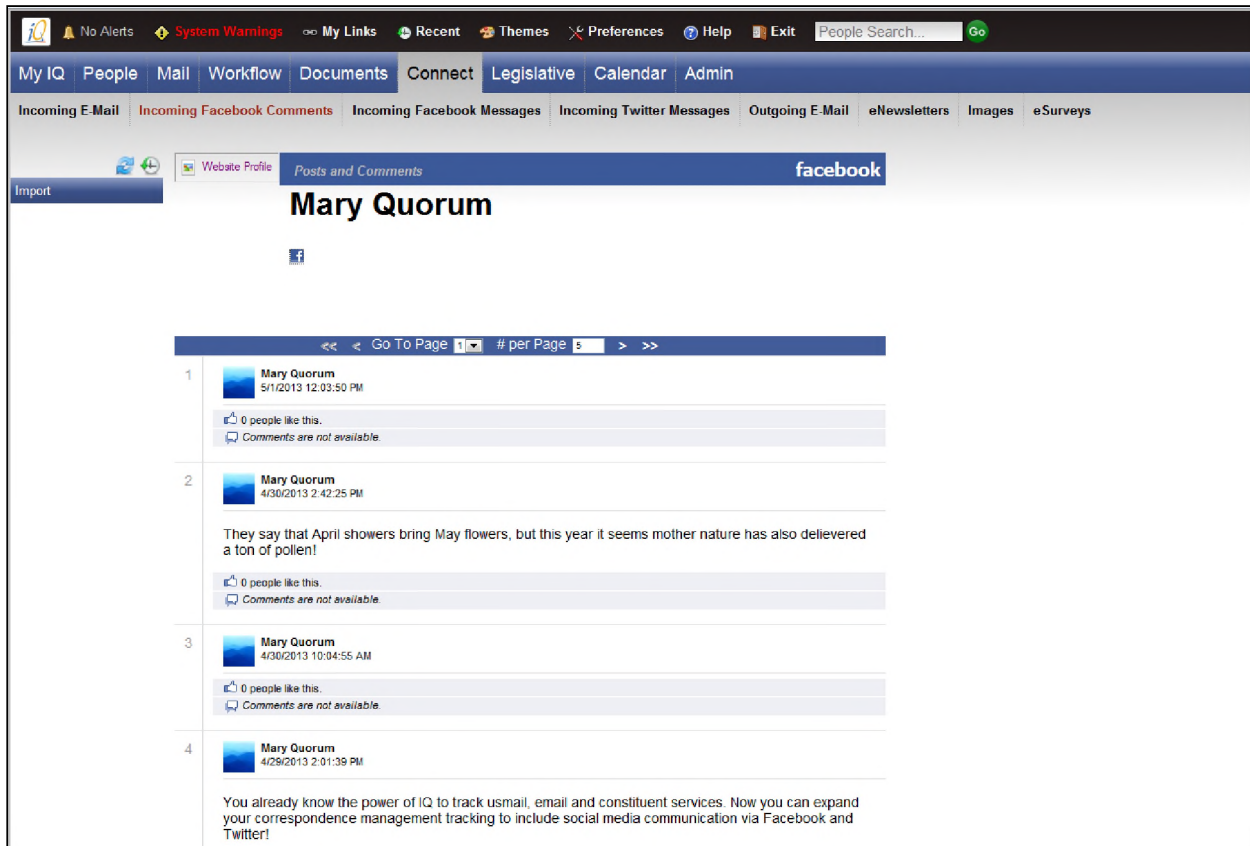 iQ No Alerts System Warnings My Links Recent Themes Preferences Help Exit People Search... Go
My IQ People Mail Workflow Documents Connect Legislative Calendar Admin
Incoming E-Mail Incoming Facebook Comments Incoming Facebook Messages Incoming Twitter Messages Outgoing E-Mail eNewsletters Images eSurveys
Website Profile Posts and Comments facebook
Import
Mary Quorum
f
<< < Go To Page 1 # per Page 5 > >>
1 Mary Quorum
5/1/2013 12:03:50 PM
0 people like this.
Comments are not available.
2 Mary Quorum
4/30/2013 2:42:25 PM
They say that April showers bring May flowers, but this year it seems mother nature has also delievered
a ton of pollen!
0 people like this.
Comments are not available.
3 Mary Quorum
4/30/2013 10:04:55 AM
0 people like this.
Comments are not available.
4 Mary Quorum
4/29/2013 2:01:39 PM
You already know the power of IQ to track usmail, email and constituent services. Now you can expand
your correspondence management tracking to include social media communication via Facebook and
Twitter!